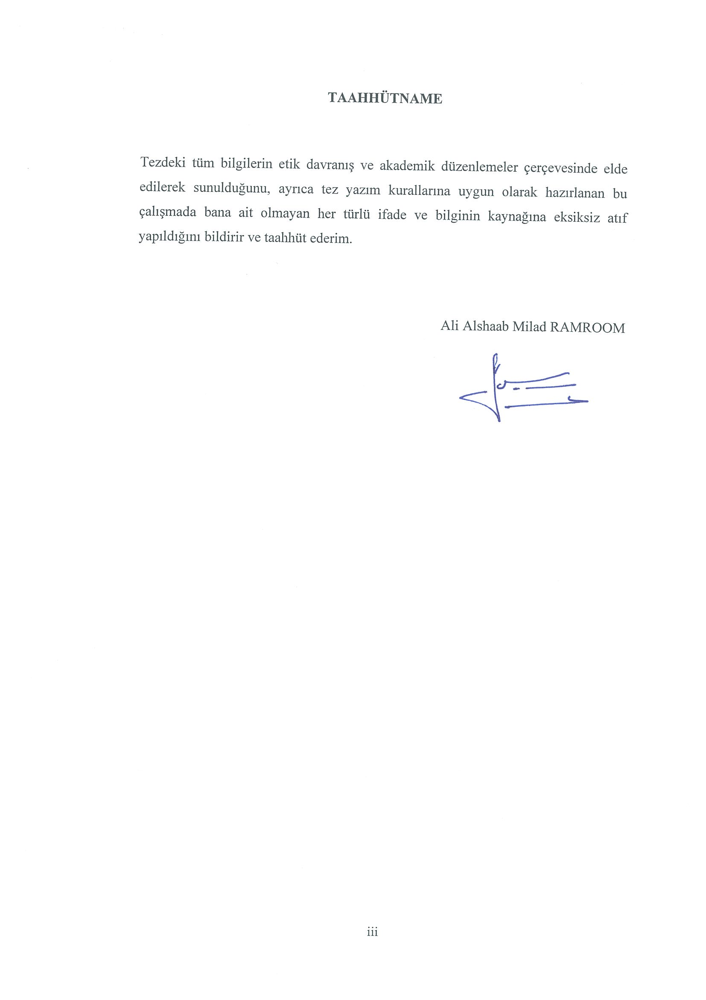 TAAHHÜTNAME
Tezdeki tüm bilgilerin etik davranış ve akademik düzenlemeler çerçevesinde elde
edilerek sunulduğunu, ayrıca tez yazım kurallarına uygun olarak hazırlanan bu
çalışmada bana ait olmayan her türlü ifade ve bilginin kaynağına eksiksiz atıf
yapıldığını bildirir ve taahhüt ederim.
Ali Alshaab Milad RAMROOM
iii